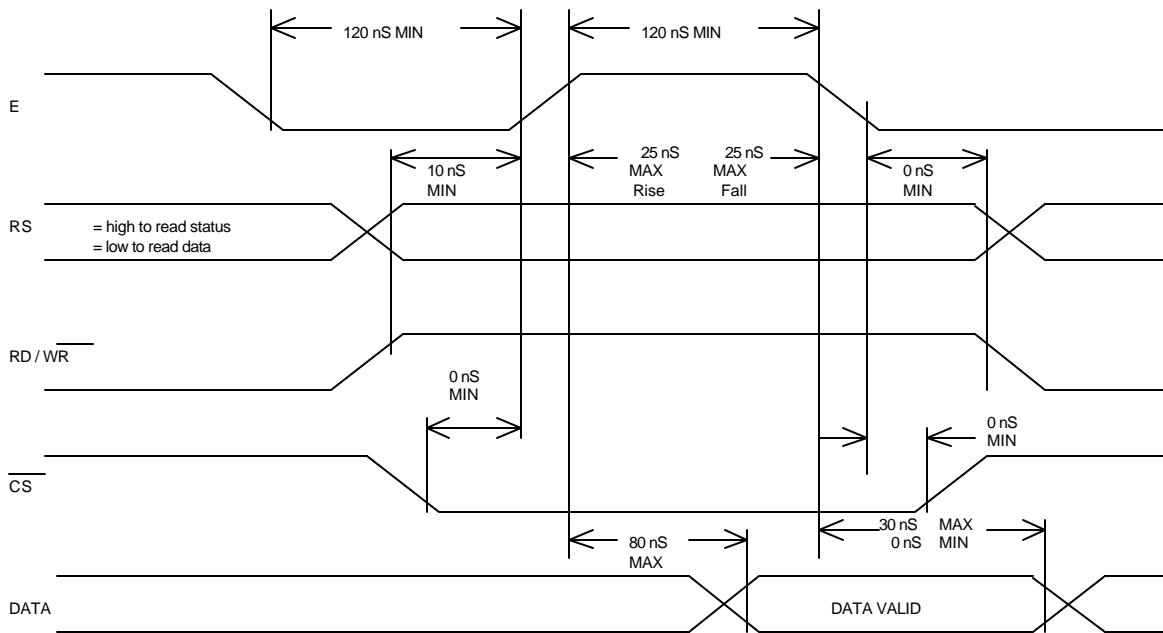 120 nS MIN
120 nS MIN
E
10 nS
MIN
25 nS
MAX
Rise
25 nS
MAX
Fall
0 nS
MIN
RS
= high to read status
= low to read data
RD / WR
0 nS
MIN
0 nS
MIN
CS
30 nS MAX
0 nS MIN
80 nS
MAX
DATA
DATA VALID